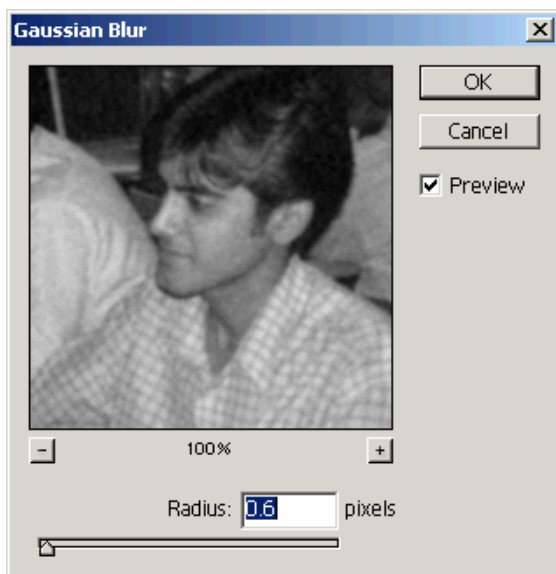 Gaussian Blur
OK
Cancel
Preview
- 100% +
Radius: 0.6 pixels